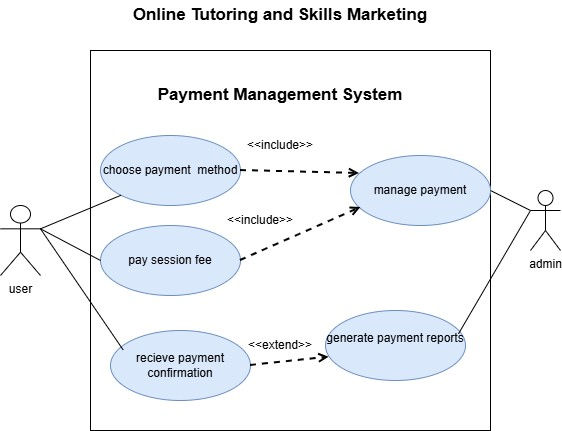 Online Tutoring and Skills Marketing
Payment Management System
<<include>>
choose payment method
manage payment
<<include>>
pay session fee
user
admin
<<extend>>
generate payment reports
recieve payment
confirmation